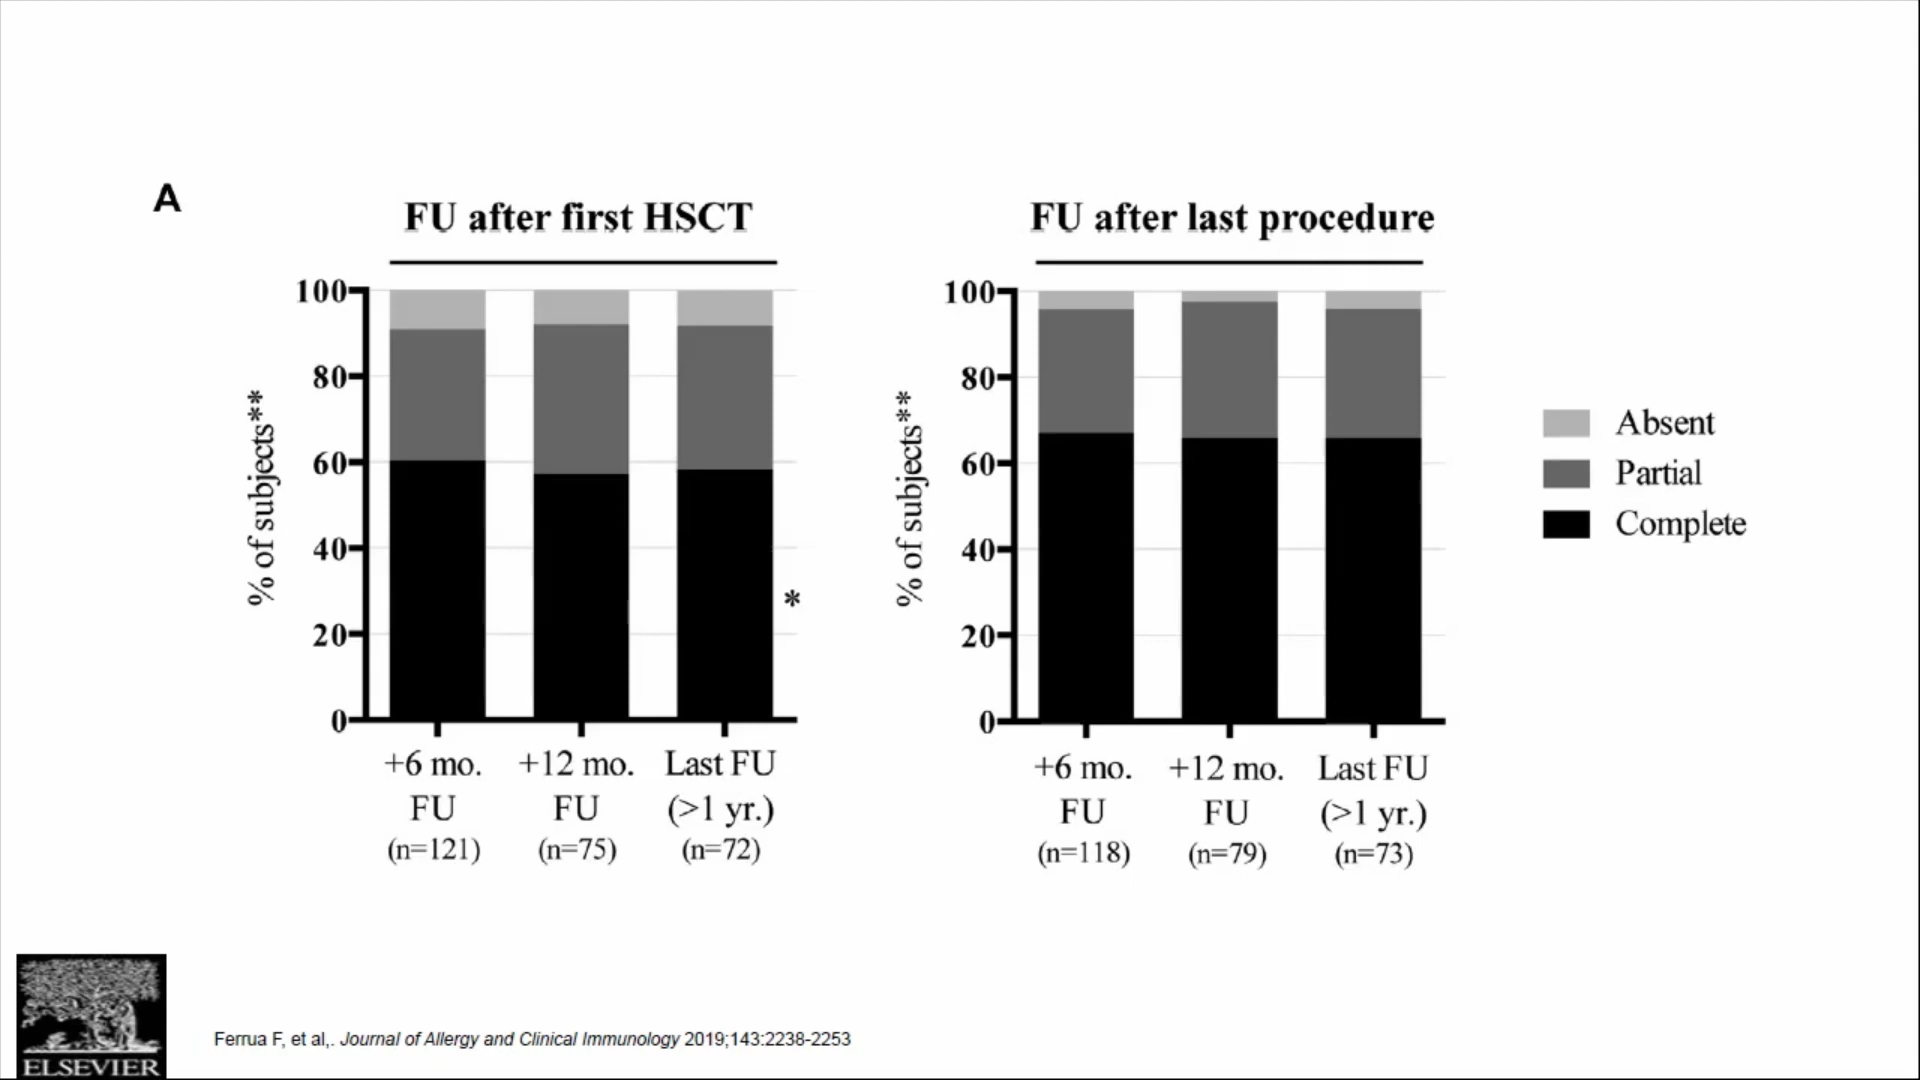 A
FU after first HSCT
% of subjects**
100
80
60
40
20
0
*
+6 mo. +12 mo. Last FU
FU FU (>1 yr.)
(n=121) (n=75) (n=72)
FU after last procedure
% of subjects**
100
80
60
40
20
0
+6 mo. +12 mo. Last FU
FU FU (>1 yr.)
(n=118) (n=79) (n=73)
Absent
Partial
Complete
ELSEVIER
Ferrua F, et al,. Journal of Allergy and Clinical Immunology 2019;143:2238-2253